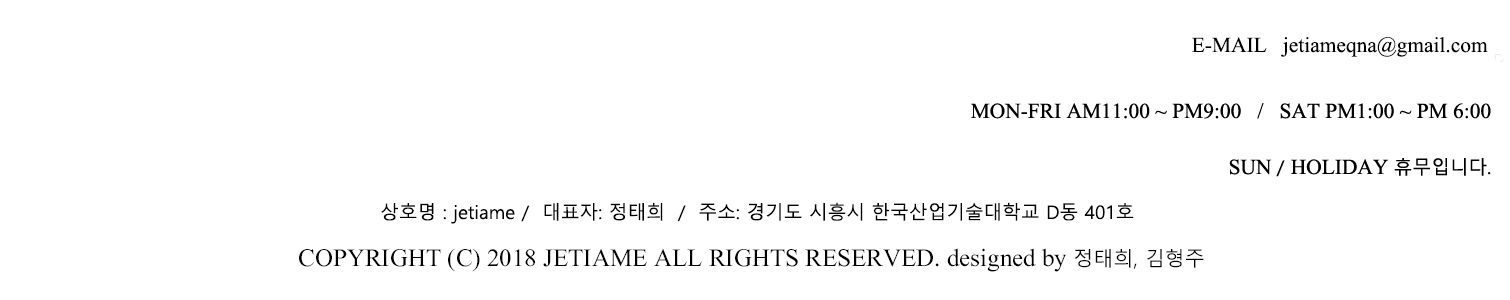 E-MAIL jetiameqna@gmail.com
MON-FRI AM11:00 ~ PM9:00 / SAT PM1:00 ~ PM 6:00
SUN / HOLIDAY 휴무입니다.
상호명 : jetiame / 대표자: 정태희 / 주소: 경기도 시흥시 한국산업기술대학교 D동 401호
COPYRIGHT (C) 2018 JETIAME ALL RIGHTS RESERVED. designed by 정태희, 김형주